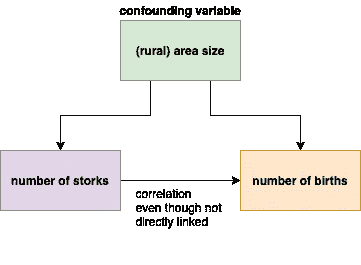 confounding variable
(rural) area size
number of storks
number of births
correlation
even though not
directly linked